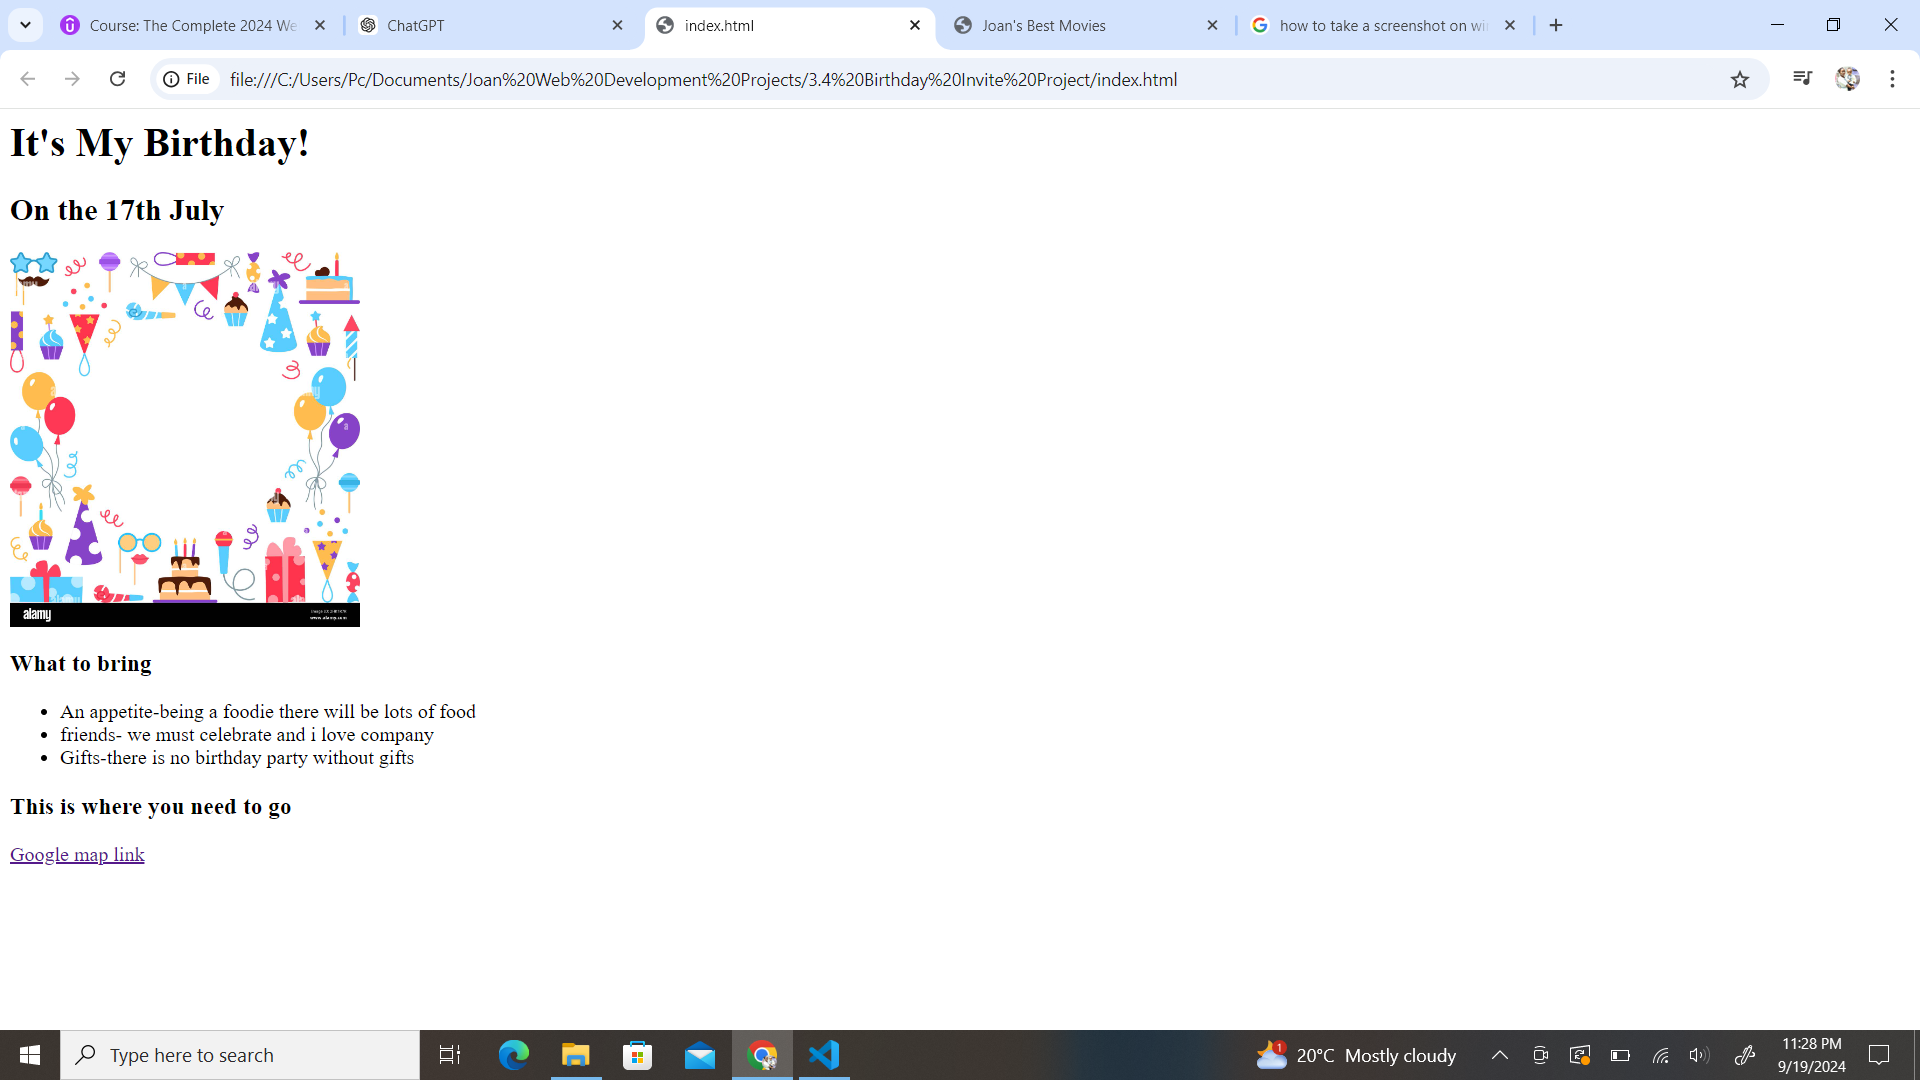 Course: The Complete 2024 We
ChatGPT
index.html
Joan's Best Movies
how to take a screenshot on wi
File
file:///C:/Users/Pc/Documents/Joan%20Web%20Development%20Projects/3.4%20Birthday%20Invite%20Project/index.html
It's My Birthday!
On the 17th July
alamy
www.alamy.com
What to bring
An appetite-being a foodie there will be lots of food
friends- we must celebrate and i love company
Gifts-there is no birthday party without gifts
This is where you need to go
Google map link
Type here to search
1
20°C Mostly cloudy
11:28 PM
9/19/2024